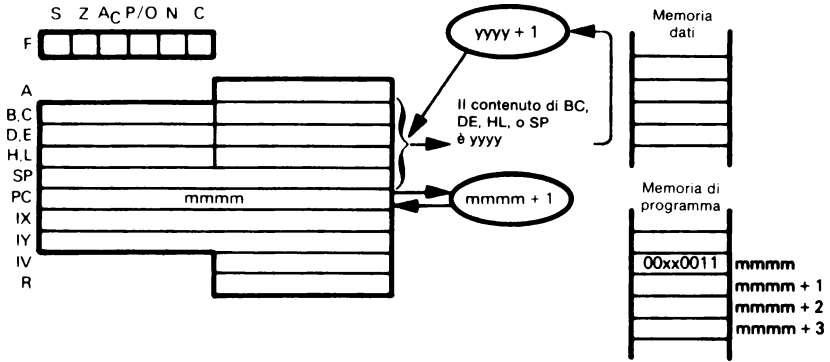 S Z AC P/O N C
F
A
B,C
D,E
H,L
SP
PC
IX
IY
IV
R
mmmm
yyyy + 1
Il contenuto di BC,
DE, HL, o SP
è yyyy
mmmm + 1
Memoria
dati
Memoria di
programma
00xx0011 mmmm
mmmm + 1
mmmm + 2
mmmm + 3